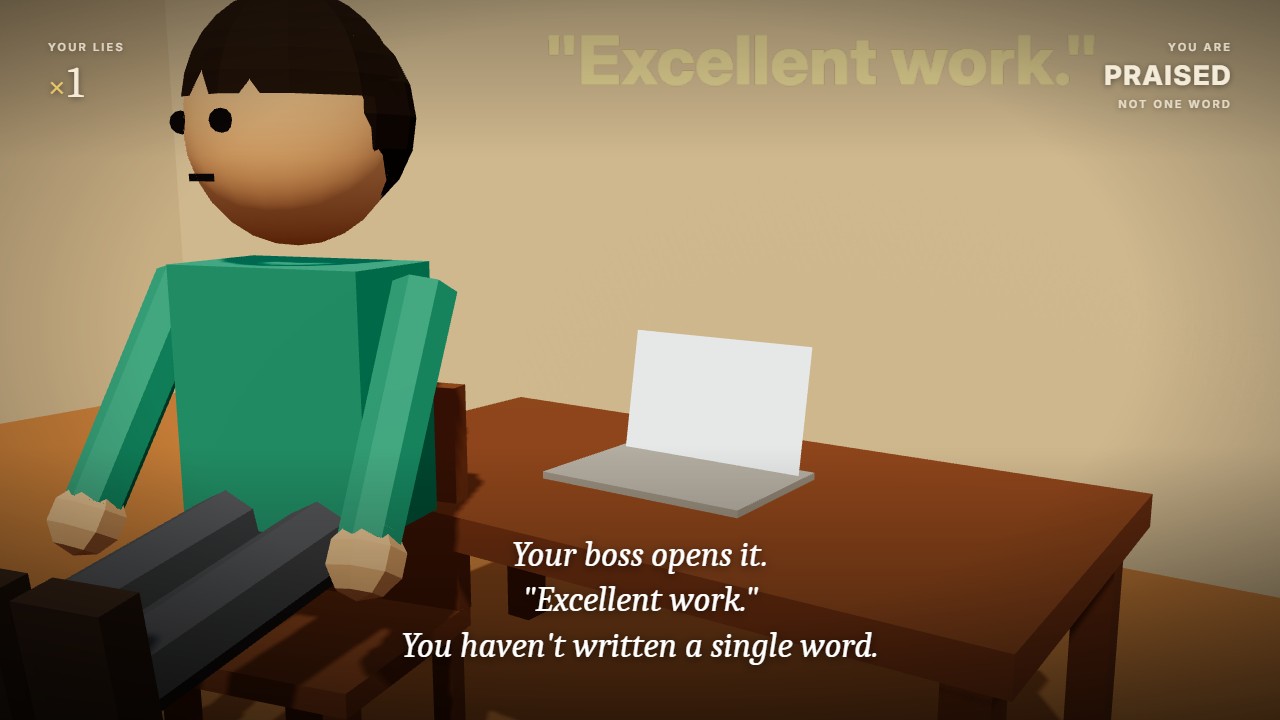 YOUR LIES
×1
"Excellent work."
YOU ARE
PRAISED
NOT ONE WORD
Your boss opens it.
"Excellent work."
You haven't written a single word.